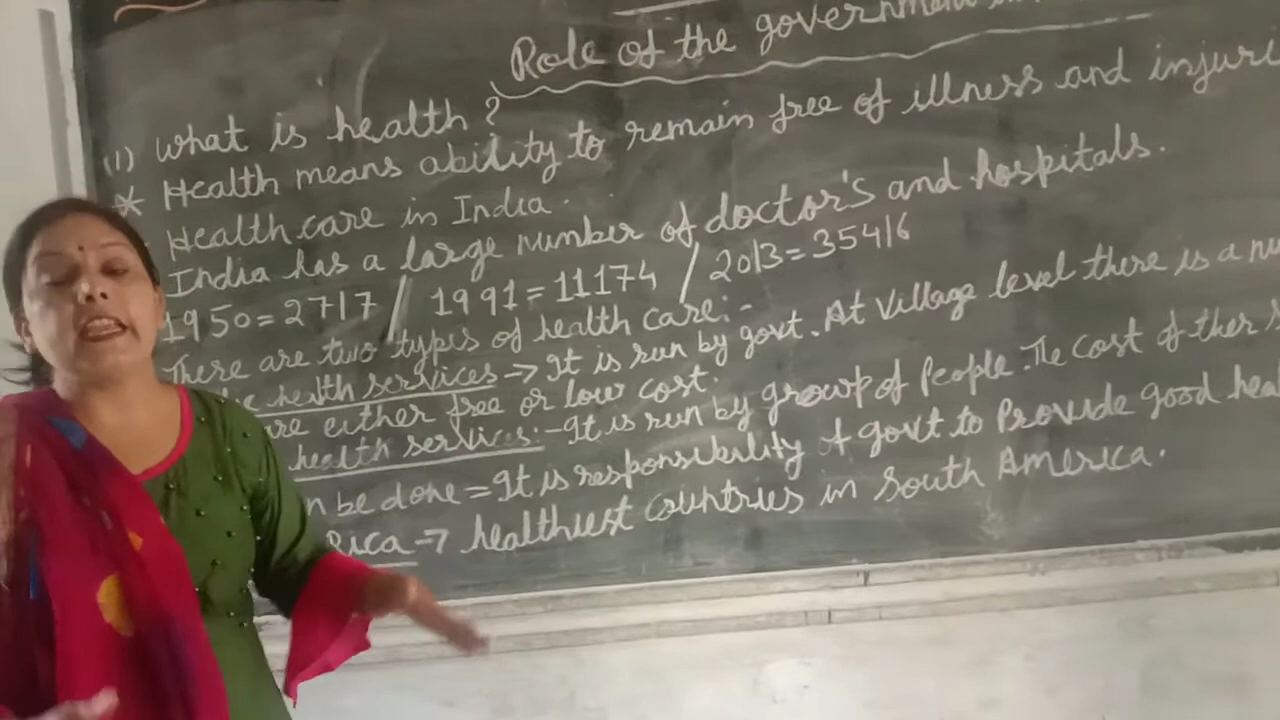 Role of the government
(1) What is health ?
* Health means ability to remain free of illness and injuri
Health care in India.
India has a large number of doctor's and hospitals.
1950=2717 // 1991=11174 / 2013=35416
There are two types of health care:-
health services → It is run by govt. At Village level there is a
are either free or low cost.
health services:- It is run by growp of People. The cost of ther
n be done = It is responsibility of govt to Provide good heal
Rica → healthiest countries in South America.